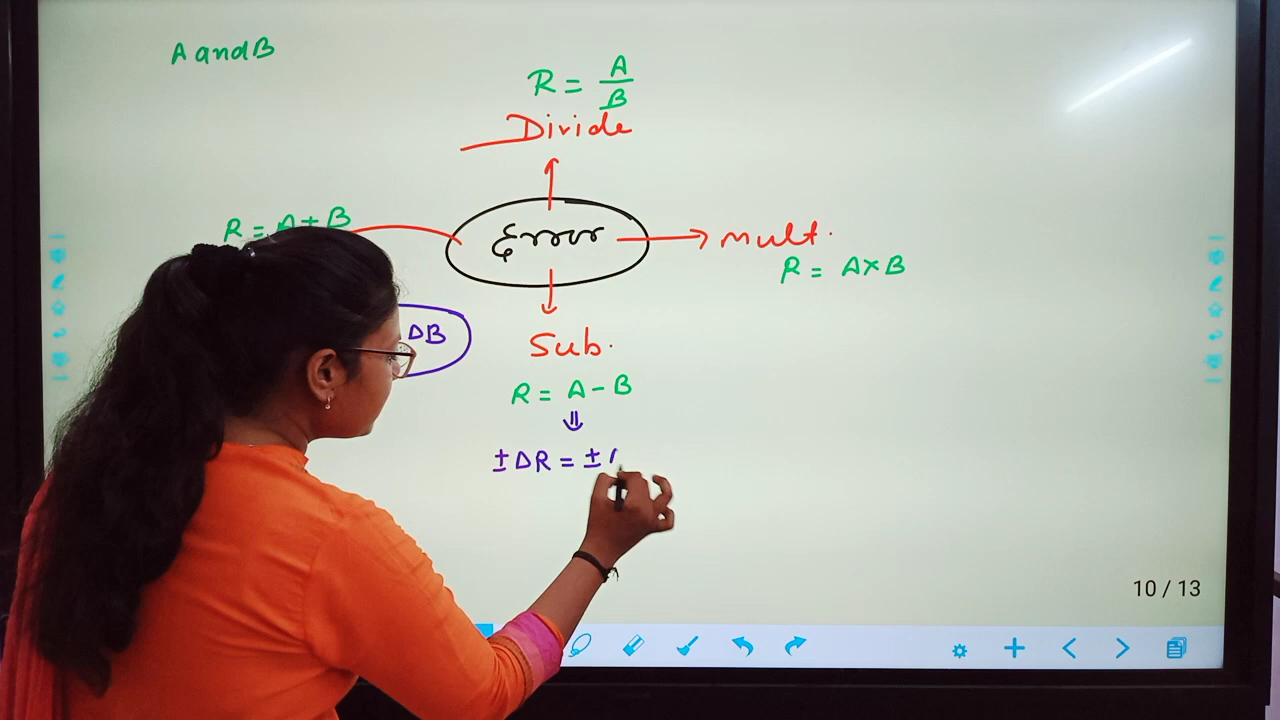 A and B
R = A/B
Divide
R = A + B
Error
mult.
R = A×B
ΔB
Sub.
R = A - B
⇓
±ΔR = ±
10 / 13